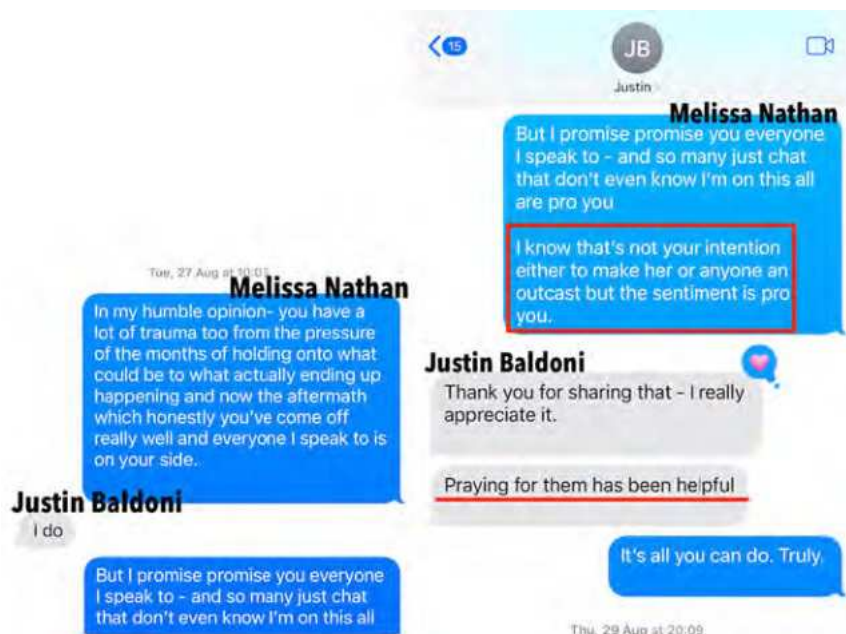 Tue, 27 Aug at 10:01
Melissa Nathan
In my humble opinion- you have a
lot of trauma too from the pressure
of the months of holding onto what
could be to what actually ending up
happening and now the aftermath
which honestly you've come off
really well and everyone I speak to is
on your side.
Justin Baldoni
I do
But I promise promise you everyone
I speak to - and so many just chat
that don't even know I'm on this all
15
JB
Justin
Melissa Nathan
But I promise promise you everyone
I speak to - and so many just chat
that don't even know I'm on this all
are pro you
I know that's not your intention
either to make her or anyone an
outcast but the sentiment is pro
you.
Justin Baldoni
Thank you for sharing that - I really
appreciate it.
Praying for them has been helpful
It's all you can do. Truly.
Thu, 29 Aug at 20:09